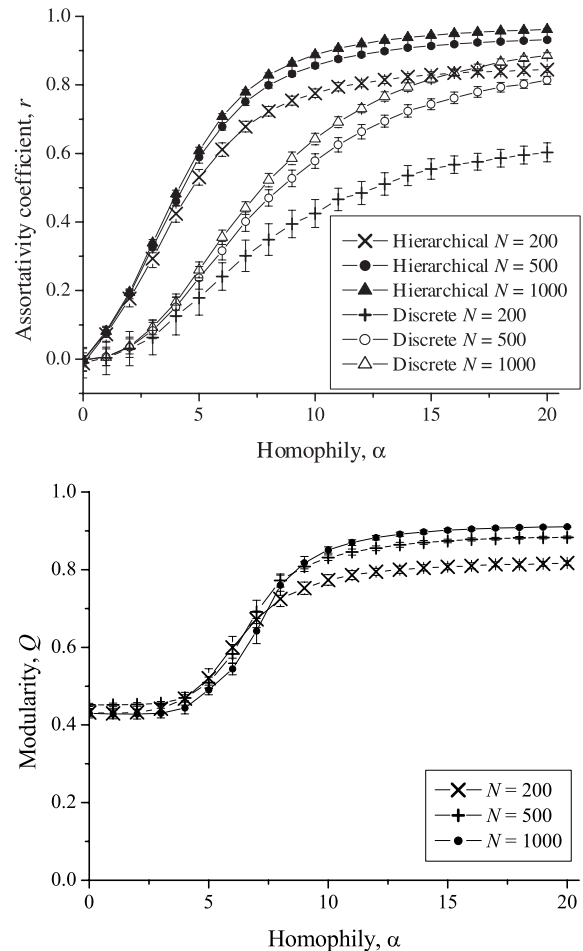 1.0
0.8
0.6
0.4
0.2
0.0
Assortativity coefficient, r
Hierarchical N = 200
Hierarchical N = 500
Hierarchical N = 1000
Discrete N = 200
Discrete N = 500
Discrete N = 1000
0 5 10 15 20
Homophily, α
1.0
0.8
0.6
0.4
0.2
0.0
Modularity, Q
N = 200
N = 500
N = 1000
0 5 10 15 20
Homophily, α